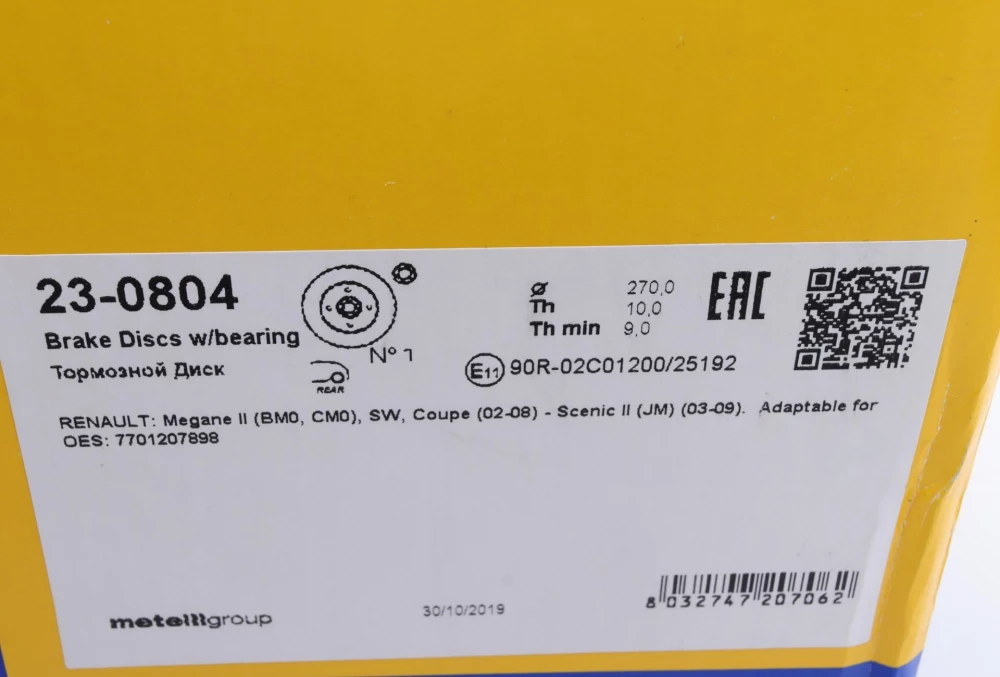 23-0804
Brake Discs w/bearing
Тормозной Диск
N° 1
REAR
Ø 270,0
Th 10,0
Th min 9,0
EAC
E11 90R-02C01200/25192
RENAULT: Megane II (BM0, CM0), SW, Coupe (02-08) - Scenic II (JM) (03-09). Adaptable for
OES: 7701207898
metelligroup
30/10/2019
8 032747 207062